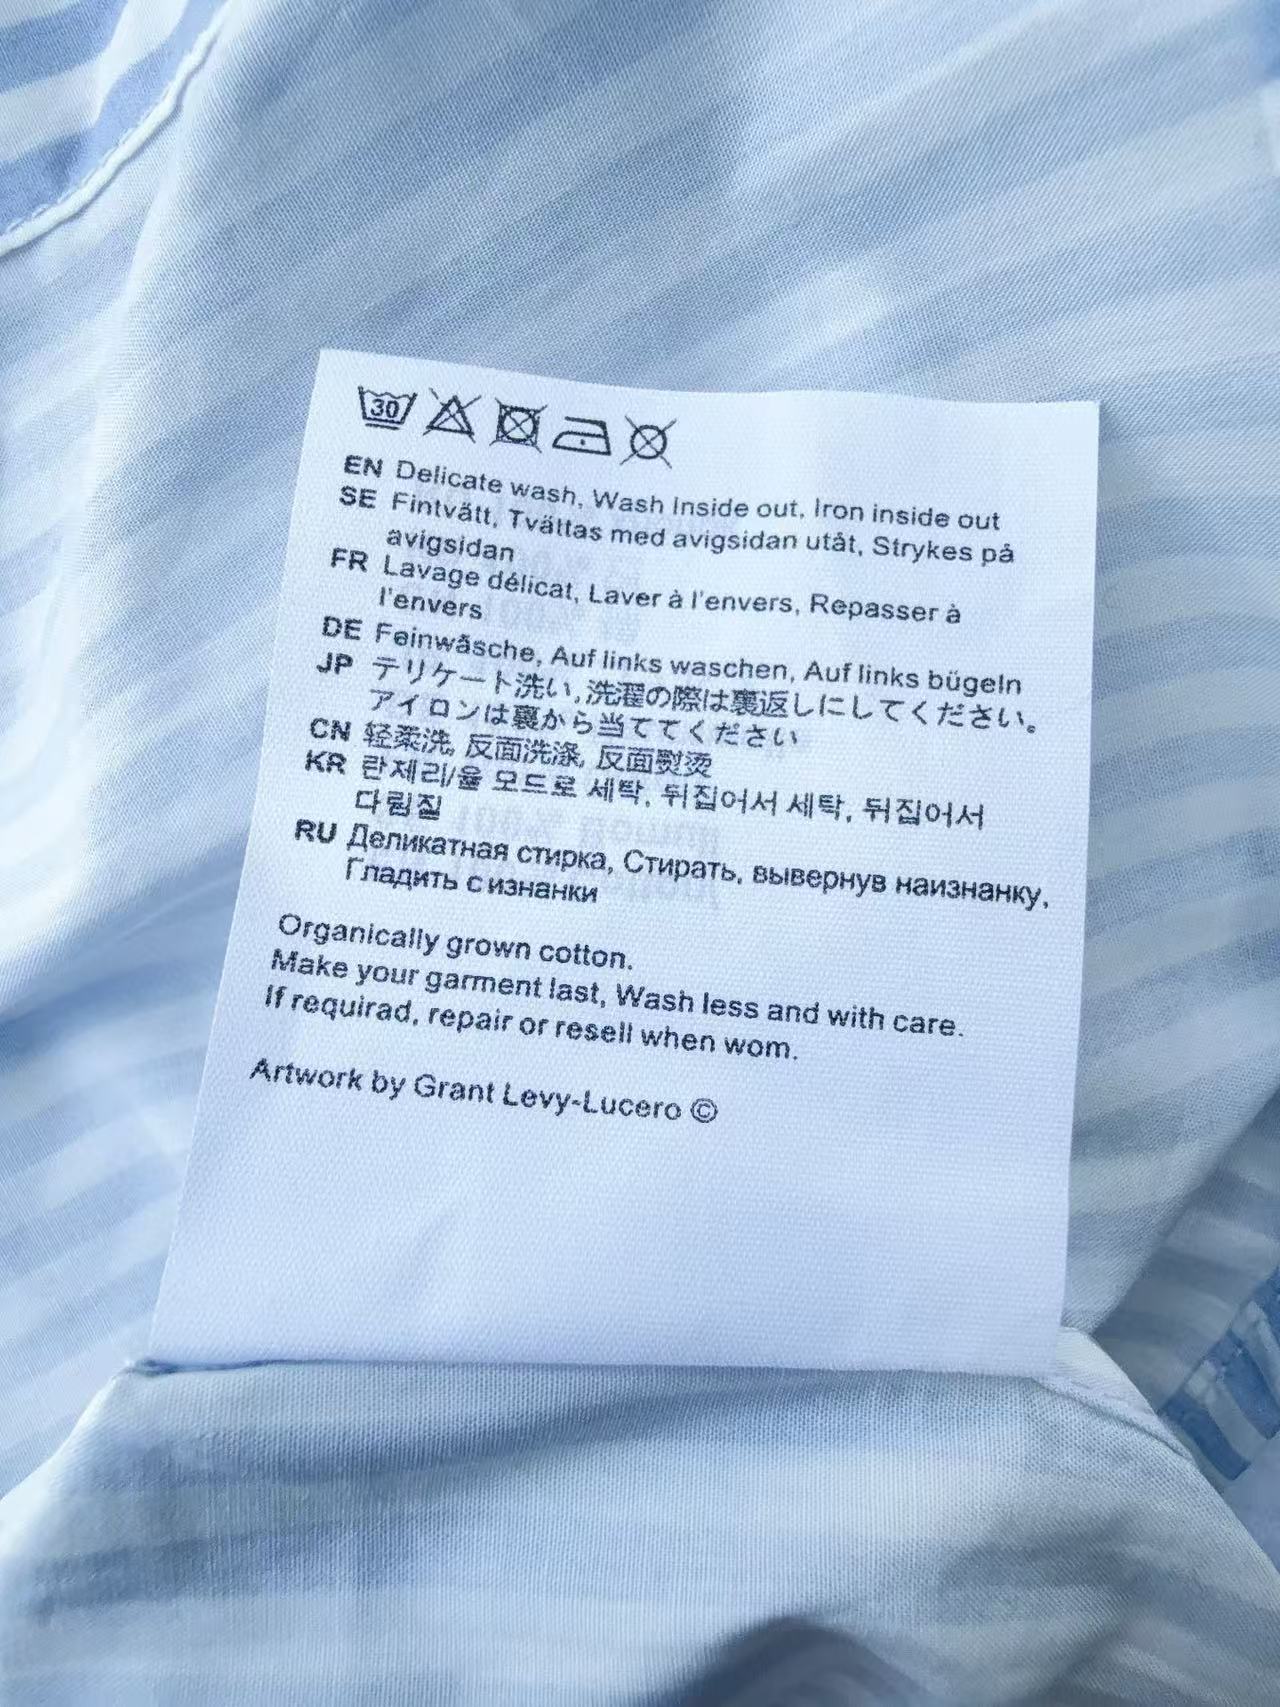 30
EN Delicate wash, Wash Inside out, Iron inside out
SE Fintvätt, Tvättas med avigsidan utåt, Strykes på
avigsidan
FR Lavage délicat, Laver à l'envers, Repasser à
l'envers
DE Feinwäsche, Auf links waschen, Auf links bügeln
JP テリケート洗い,洗濯の際は裏返しにしてください。
アイロンは裏から当ててください
CN 轻柔洗, 反面洗涤, 反面熨烫
KR 란제리/울 모드로 세탁, 뒤집어서 세탁, 뒤집어서
다림질
RU Деликатная стирка, Стирать, вывернув наизнанку,
Гладить с изнанки
Organically grown cotton.
Make your garment last, Wash less and with care.
If requirad, repair or resell when wom.
Artwork by Grant Levy-Lucero ©